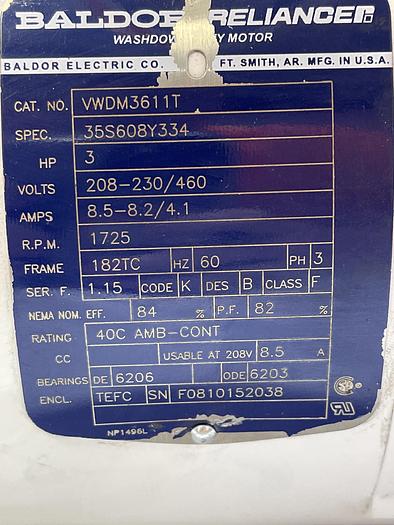 BALDOR·RELIANCER
WASHDOWN DUTY MOTOR
BALDOR ELECTRIC CO. FT. SMITH, AR. MFG. IN U.S.A.
CAT. NO. VWDM3611T
SPEC. 35S608Y334
HP 3
VOLTS 208-230/460
AMPS 8.5-8.2/4.1
R.P.M. 1725
FRAME 182TC HZ 60 PH 3
SER. F. 1.15 CODE K DES B CLASS F
NEMA NOM. EFF. 84 % P.F. 82 %
RATING 40C AMB-CONT
CC USABLE AT 208V 8.5 A
BEARINGS DE 6206 ODE 6203
ENCL. TEFC SN F0810152038
NP1496L